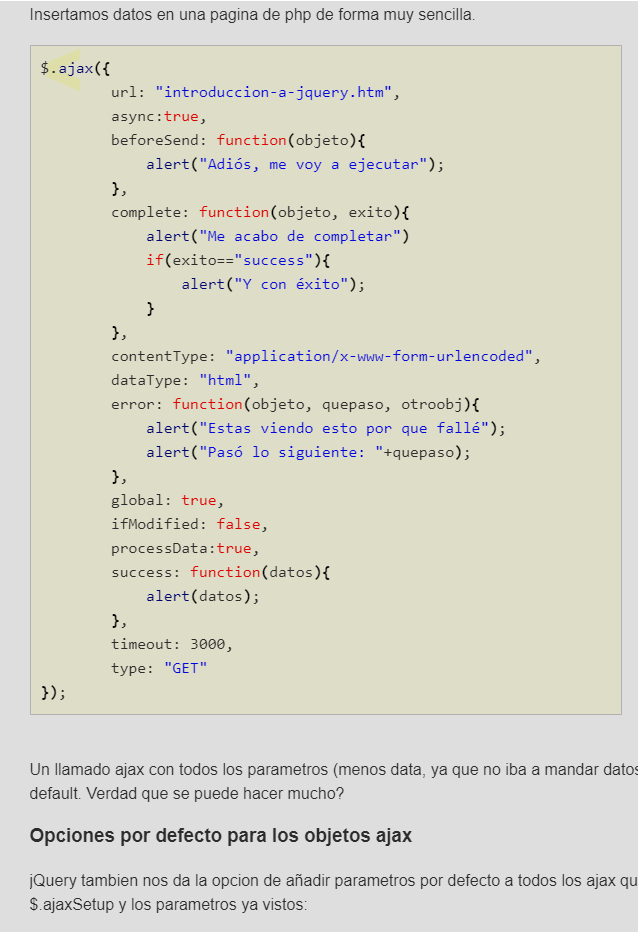 Insertamos datos en una pagina de php de forma muy sencilla.
$.ajax({
url: "introduccion-a-jquery.htm",
async:true,
beforeSend: function(objeto){
alert("Adiós, me voy a ejecutar");
},
complete: function(objeto, exito){
alert("Me acabo de completar")
if(exito=="success"){
alert("Y con éxito");
}
},
contentType: "application/x-www-form-urlencoded",
dataType: "html",
error: function(objeto, quepaso, otroobj){
alert("Estas viendo esto por que fallé");
alert("Pasó lo siguiente: "+quepaso);
},
global: true,
ifModified: false,
processData:true,
success: function(datos){
alert(datos);
},
timeout: 3000,
type: "GET"
});
Un llamado ajax con todos los parametros (menos data, ya que no iba a mandar datos
default. Verdad que se puede hacer mucho?
Opciones por defecto para los objetos ajax
jQuery tambien nos da la opcion de añadir parametros por defecto a todos los ajax qu
$.ajaxSetup y los parametros ya vistos: